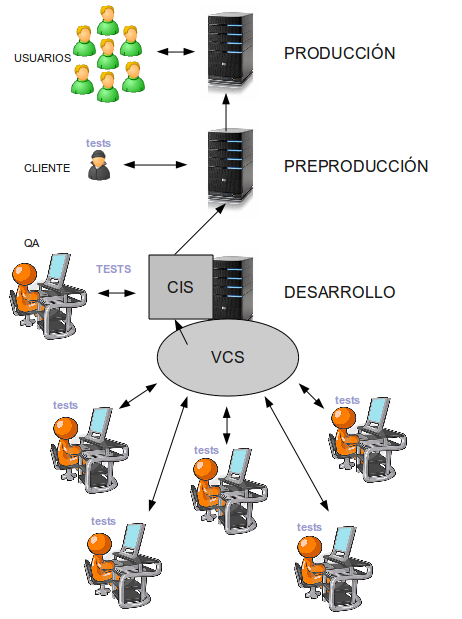 USUARIOS
PRODUCCIÓN
tests
CLIENTE
PREPRODUCCIÓN
QA
TESTS
CIS
DESARROLLO
VCS
tests
tests
tests
tests
tests